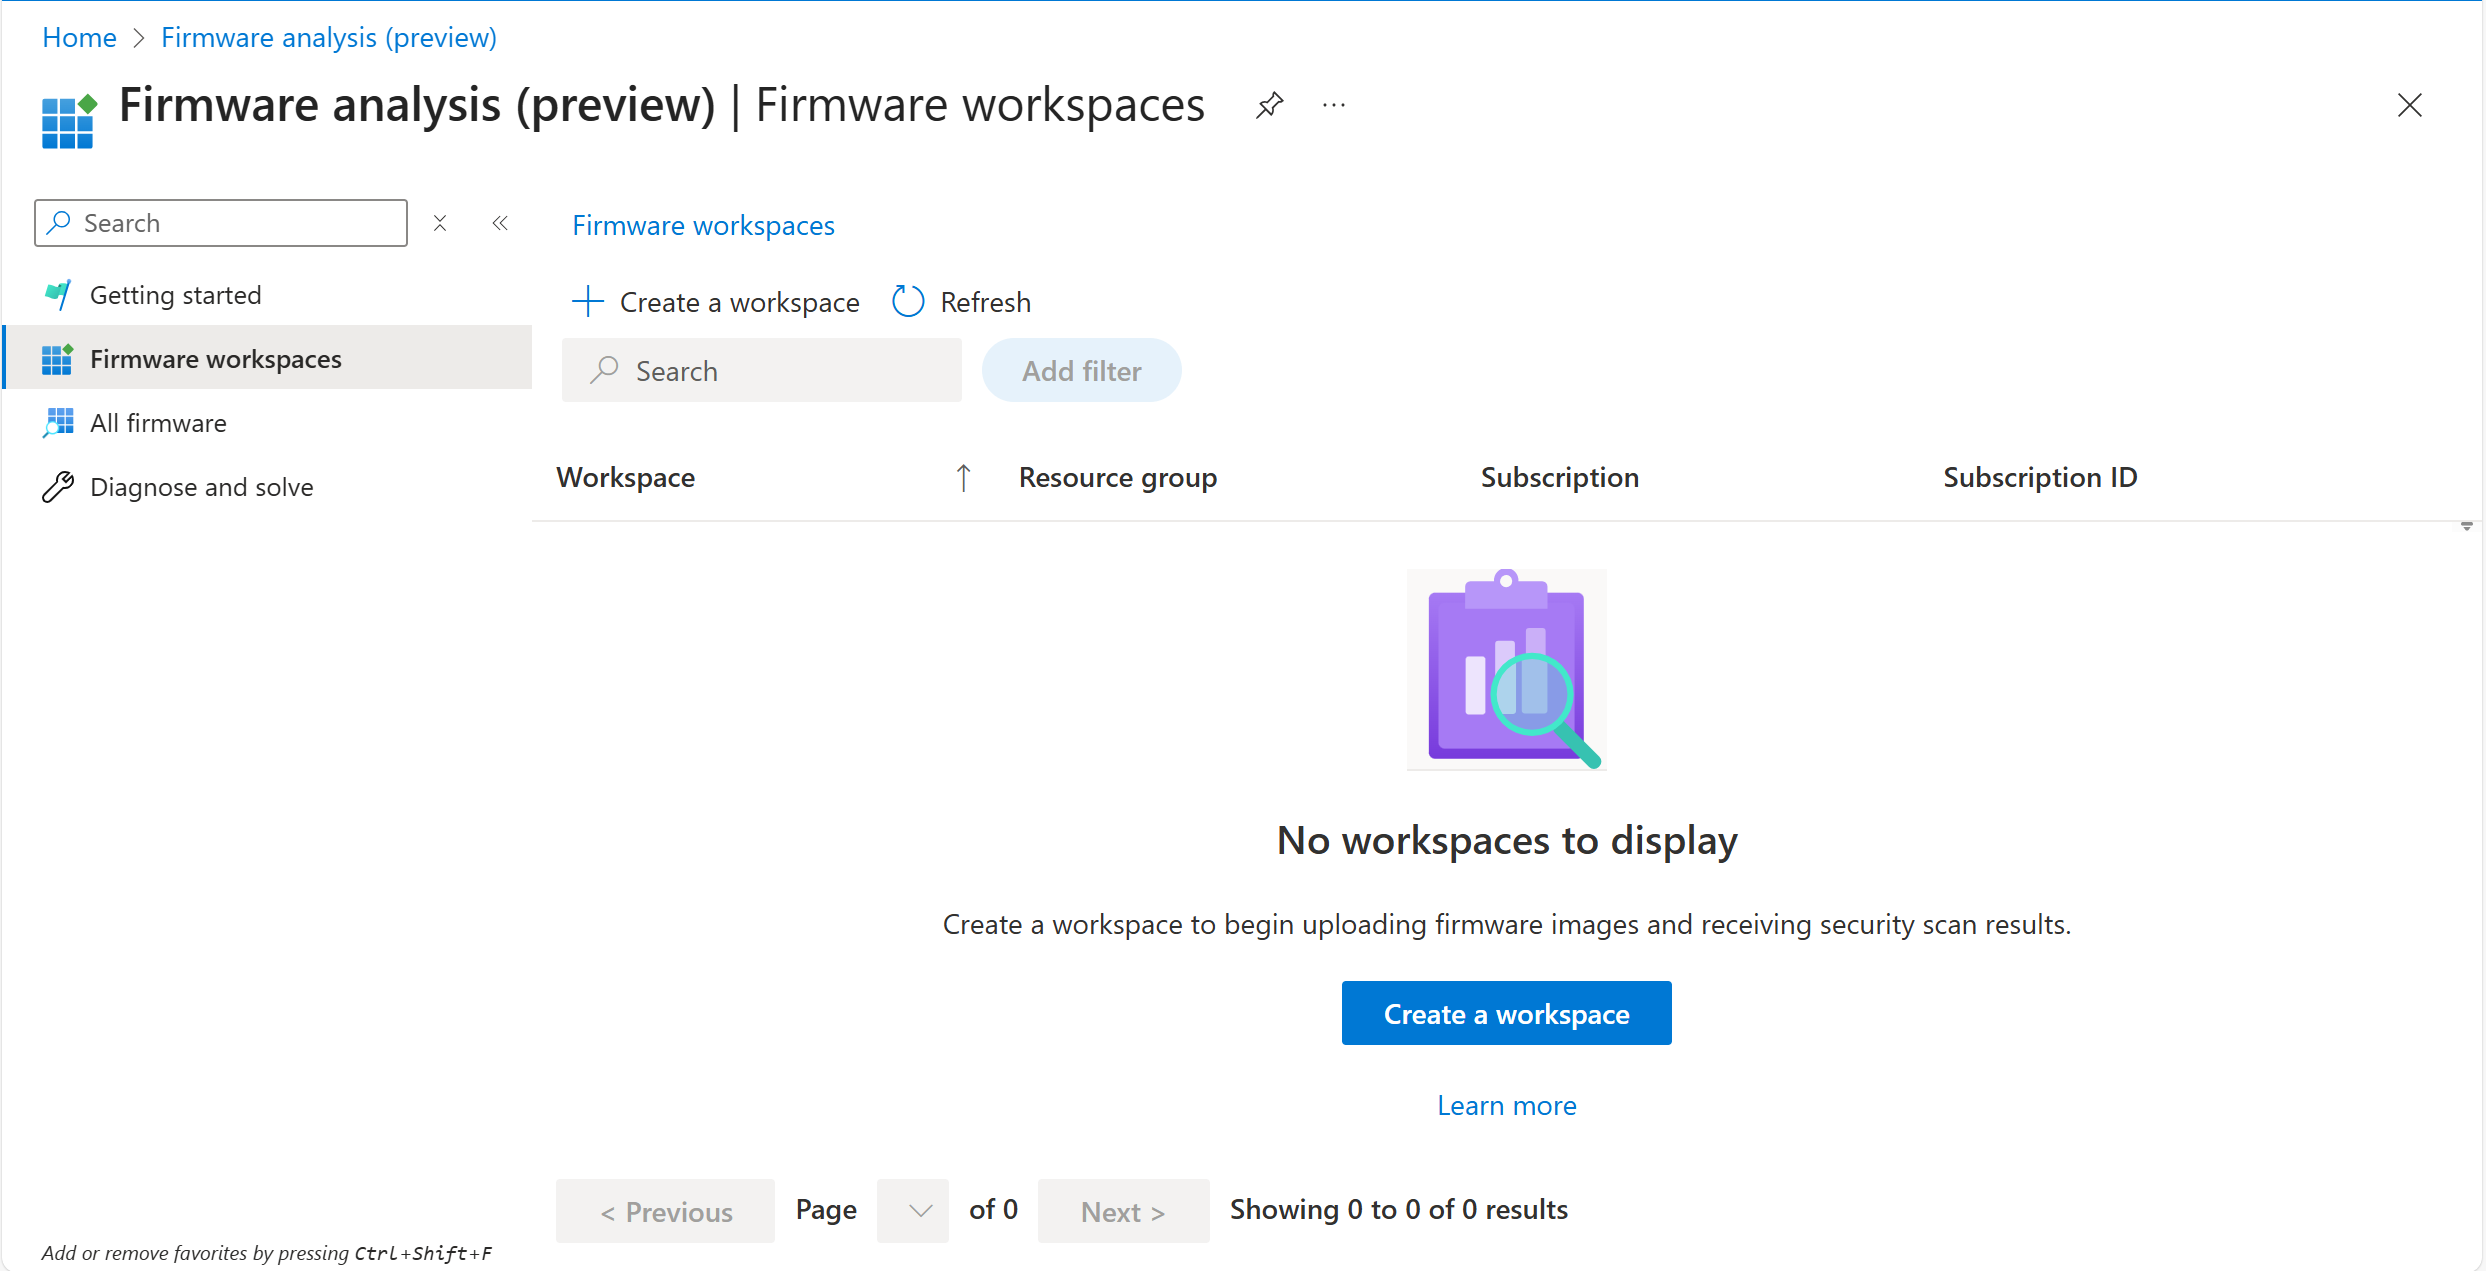 Home > Firmware analysis (preview)
Firmware analysis (preview) | Firmware workspaces
...
Search
Getting started
Firmware workspaces
All firmware
Diagnose and solve
Firmware workspaces
Create a workspace Refresh
Search Add filter
Workspace ↑ Resource group Subscription Subscription ID
No workspaces to display
Create a workspace to begin uploading firmware images and receiving security scan results.
Create a workspace
Learn more
< Previous Page of 0 Next > Showing 0 to 0 of 0 results
Add or remove favorites by pressing Ctrl+Shift+F